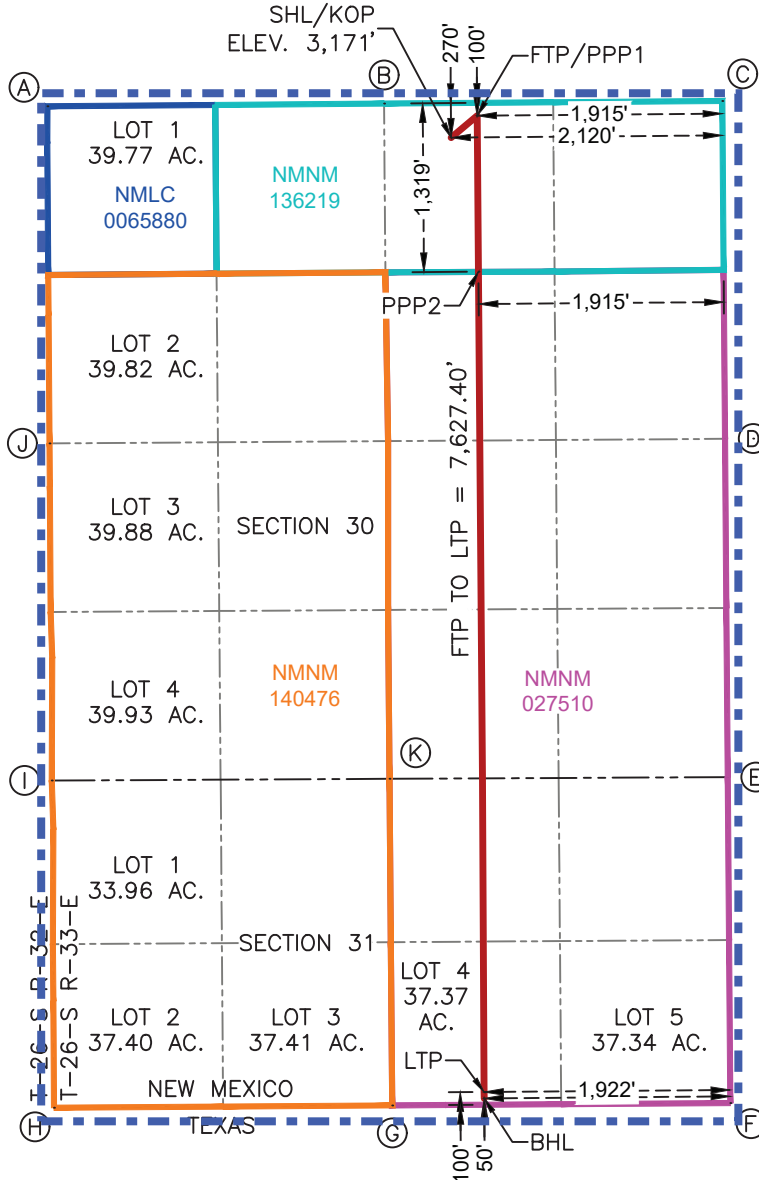 SHL/KOP
ELEV. 3,171'
270'
100'
FTP/PPP1
A
B
C
1,915'
2,120'
LOT 1
39.77 AC.
NMLC
0065880
NMNM
136219
1,319'
PPP2
1,915'
LOT 2
39.82 AC.
J
D
FTP TO LTP = 7,627.40'
LOT 3
39.88 AC.
SECTION 30
LOT 4
39.93 AC.
NMNM
140476
NMNM
027510
K
I
E
LOT 1
33.96 AC.
T-26-S R-32-E
T-26-S R-33-E
SECTION 31
LOT 4
37.37
AC.
LOT 2
37.40 AC.
LOT 3
37.41 AC.
LOT 5
37.34 AC.
LTP
NEW MEXICO
1,922'
H
TEXAS
G
100'
50'
BHL
F